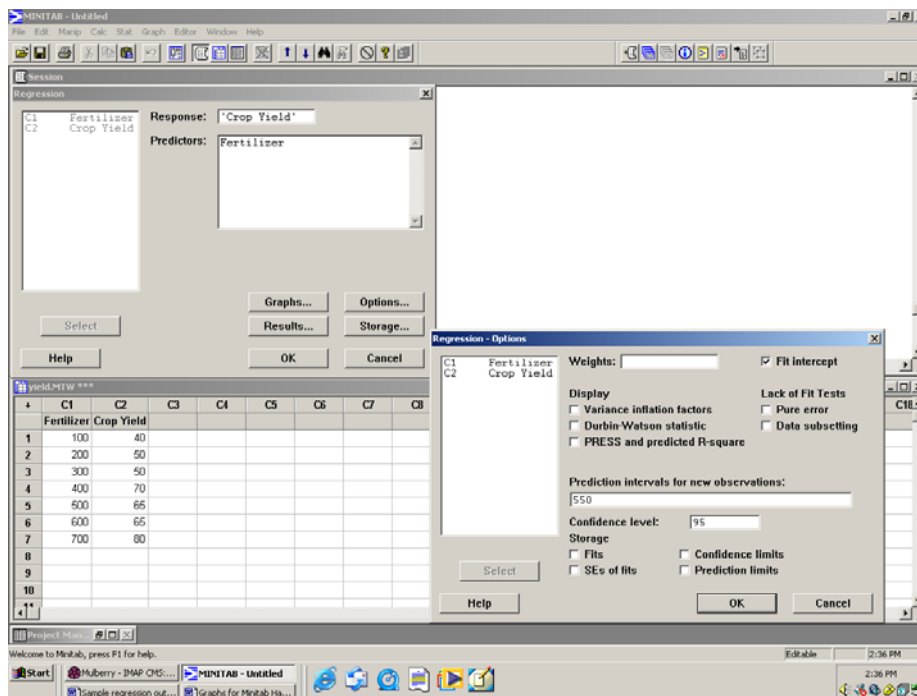 MINITAB - Untitled
File Edit Manip Calc Stat Graph Editor Window Help
Session
Regression
C1 Fertilizer
C2 Crop Yield
Response: 'Crop Yield'
Predictors: Fertilizer
Graphs... Options...
Select Results... Storage...
Help OK Cancel
Regression - Options
C1 Fertilizer
C2 Crop Yield
Weights: Fit intercept
Display Lack of Fit Tests
Variance inflation factors Pure error
Durbin-Watson statistic Data subsetting
PRESS and predicted R-square
Prediction intervals for new observations:
550
Confidence level: 95
Storage
Fits Confidence limits
SEs of fits Prediction limits
Select
Help OK Cancel
yield.MTW ***
+ C1 C2 C3 C4 C5 C6 C7 C8 C18
Fertilizer Crop Yield
1 100 40
2 200 50
3 300 50
4 400 70
5 500 65
6 600 65
7 700 80
8
9
10
11
Project Man...
Welcome to Minitab, press F1 for help. Editable 2:36 PM
Start Mulberry - IMAP CMS:... MINITAB - Untitled
Sample regression out... Graphs for Minitab Ha...
2:36 PM